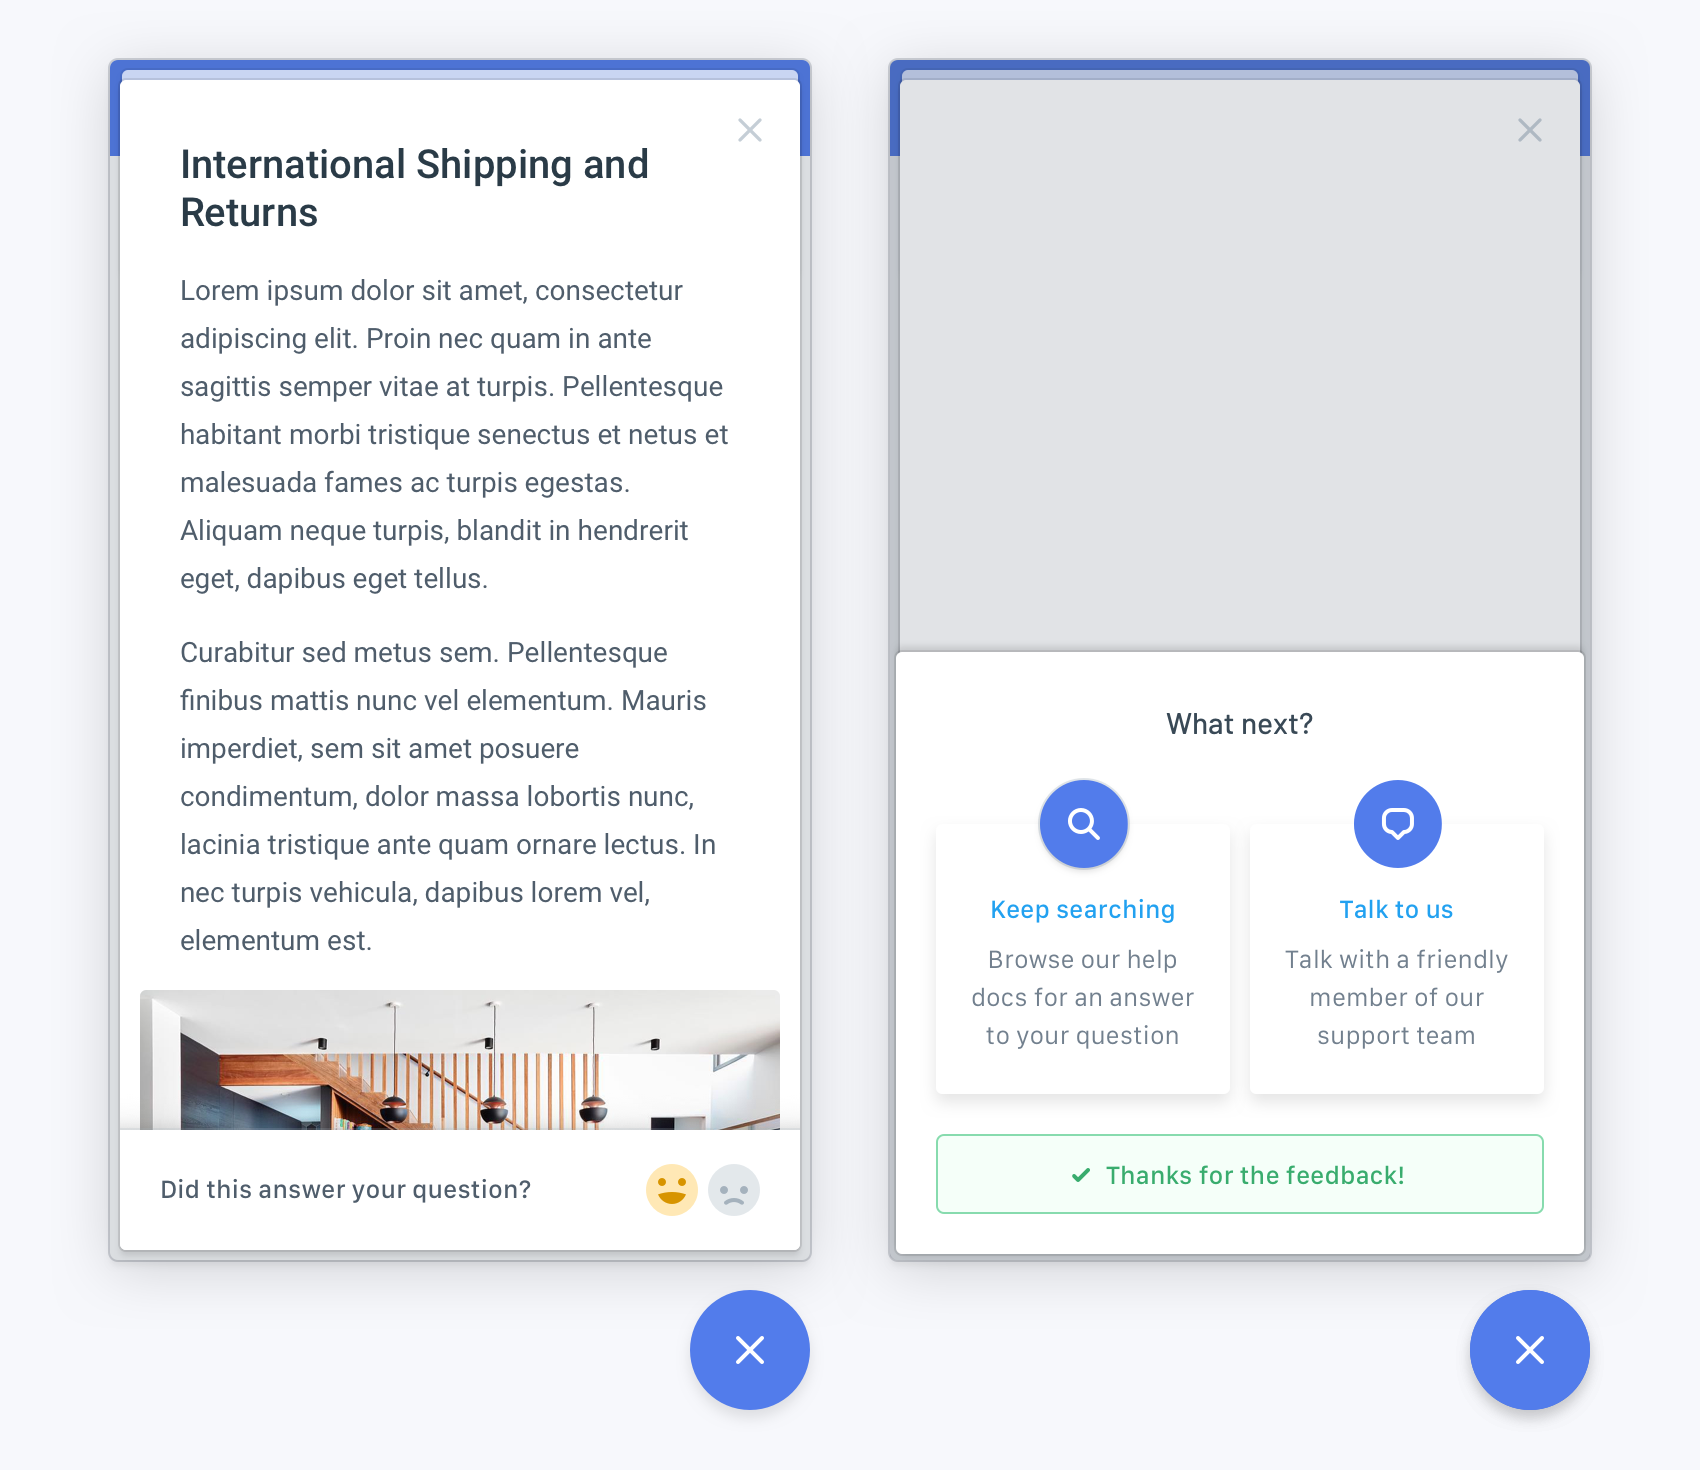 International Shipping and
Returns
Lorem ipsum dolor sit amet, consectetur
adipiscing elit. Proin nec quam in ante
sagittis semper vitae at turpis. Pellentesque
habitant morbi tristique senectus et netus et
malesuada fames ac turpis egestas.
Aliquam neque turpis, blandit in hendrerit
eget, dapibus eget tellus.
Curabitur sed metus sem. Pellentesque
finibus mattis nunc vel elementum. Mauris
imperdiet, sem sit amet posuere
condimentum, dolor massa lobortis nunc,
lacinia tristique ante quam ornare lectus. In
nec turpis vehicula, dapibus lorem vel,
elementum est.
Did this answer your question?
What next?
Keep searching
Browse our help
docs for an answer
to your question
Talk to us
Talk with a friendly
member of our
support team
Thanks for the feedback!